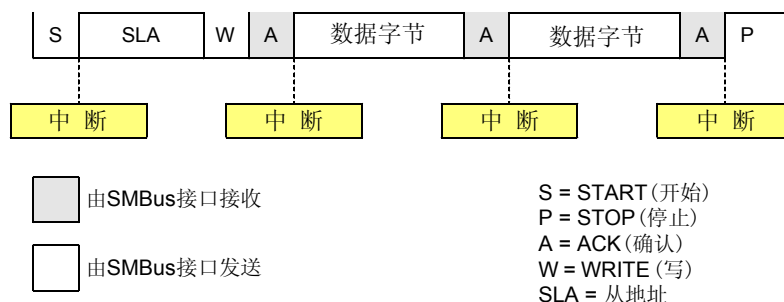 S SLA W A 数据字节 A 数据字节 A P
中断 中断 中断 中断
由SMBus接口接收
由SMBus接口发送
S = START(开始)
P = STOP(停止)
A = ACK(确认)
W = WRITE(写)
SLA = 从地址